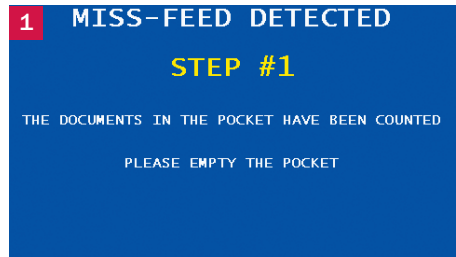 1 MISS-FEED DETECTED
STEP #1
THE DOCUMENTS IN THE POCKET HAVE BEEN COUNTED
PLEASE EMPTY THE POCKET